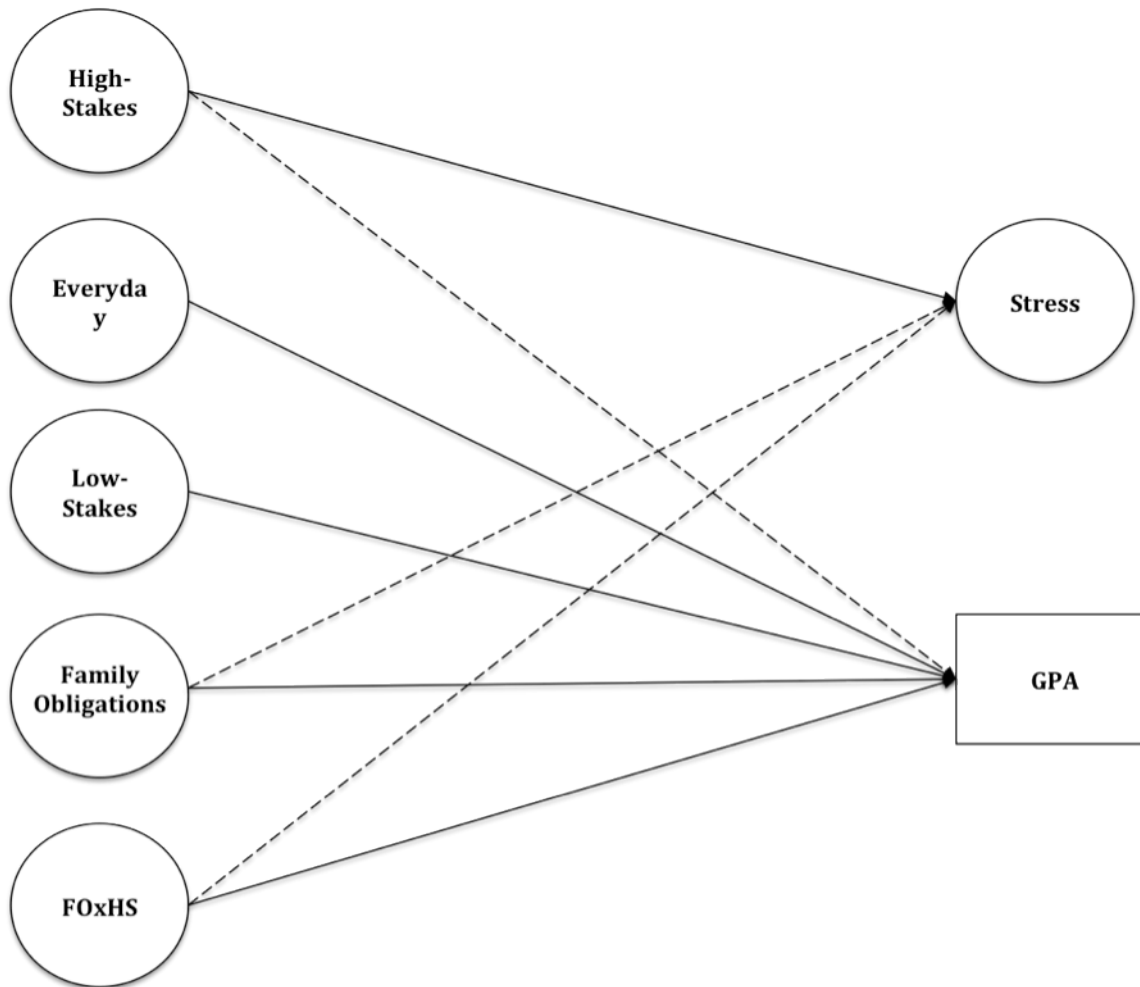 High-
Stakes
Everyda
y
Stress
Low-
Stakes
Family
Obligations
GPA
FOxHS